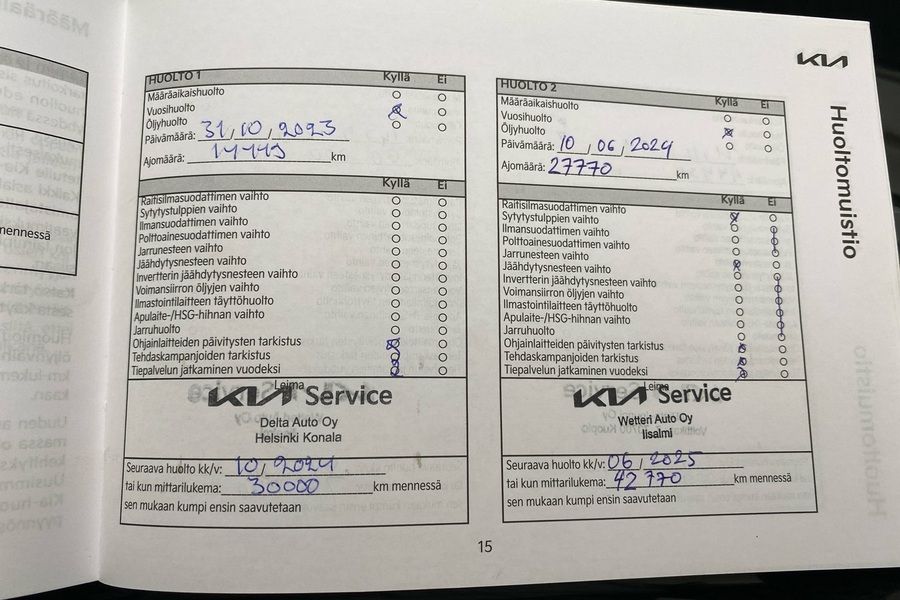 mennessä
HUOLTO 1 Kyllä Ei
Määräaikaishuolto
Vuosihuolto
Öljyhuolto
Päivämäärä: 31, 10, 2023
Ajomäärä: km
Kyllä Ei
Raitisilmasuodattimen vaihto
Sytytystulppien vaihto
Ilmansuodattimen vaihto
Polttoainesuodattimen vaihto
Jarrunesteen vaihto
Jäähdytysnesteen vaihto
Invertterin jäähdytysnesteen vaihto
Voimansiirron öljyjen vaihto
Ilmastointilaitteen täyttöhuolto
Apulaite-/HSG-hihnan vaihto
Jarruhuolto
Ohjainlaitteiden päivitysten tarkistus
Tehdaskampanjoiden tarkistus
Tiepalvelun jatkaminen vuodeksi
Leima
KIA Service
Delta Auto Oy
Helsinki Konala
Seuraava huolto kk/v: 10, 2024
tai kun mittarilukema: 30000 km mennessä
sen mukaan kumpi ensin saavutetaan
HUOLTO 2 Kyllä Ei
Määräaikaishuolto
Vuosihuolto
Öljyhuolto
Päivämäärä: 10, 06, 2024
Ajomäärä: 27770 km
Kyllä Ei
Raitisilmasuodattimen vaihto
Sytytystulppien vaihto
Ilmansuodattimen vaihto
Polttoainesuodattimen vaihto
Jarrunesteen vaihto
Jäähdytysnesteen vaihto
Invertterin jäähdytysnesteen vaihto
Voimansiirron öljyjen vaihto
Ilmastointilaitteen täyttöhuolto
Apulaite-/HSG-hihnan vaihto
Jarruhuolto
Ohjainlaitteiden päivitysten tarkistus
Tehdaskampanjoiden tarkistus
Tiepalvelun jatkaminen vuodeksi
Leima
KIA Service
Wetteri Auto Oy
Iisalmi
Seuraava huolto kk/v: 06, 2025
tai kun mittarilukema: 42770 km mennessä
sen mukaan kumpi ensin saavutetaan
KIA
Huoltomuistio
15